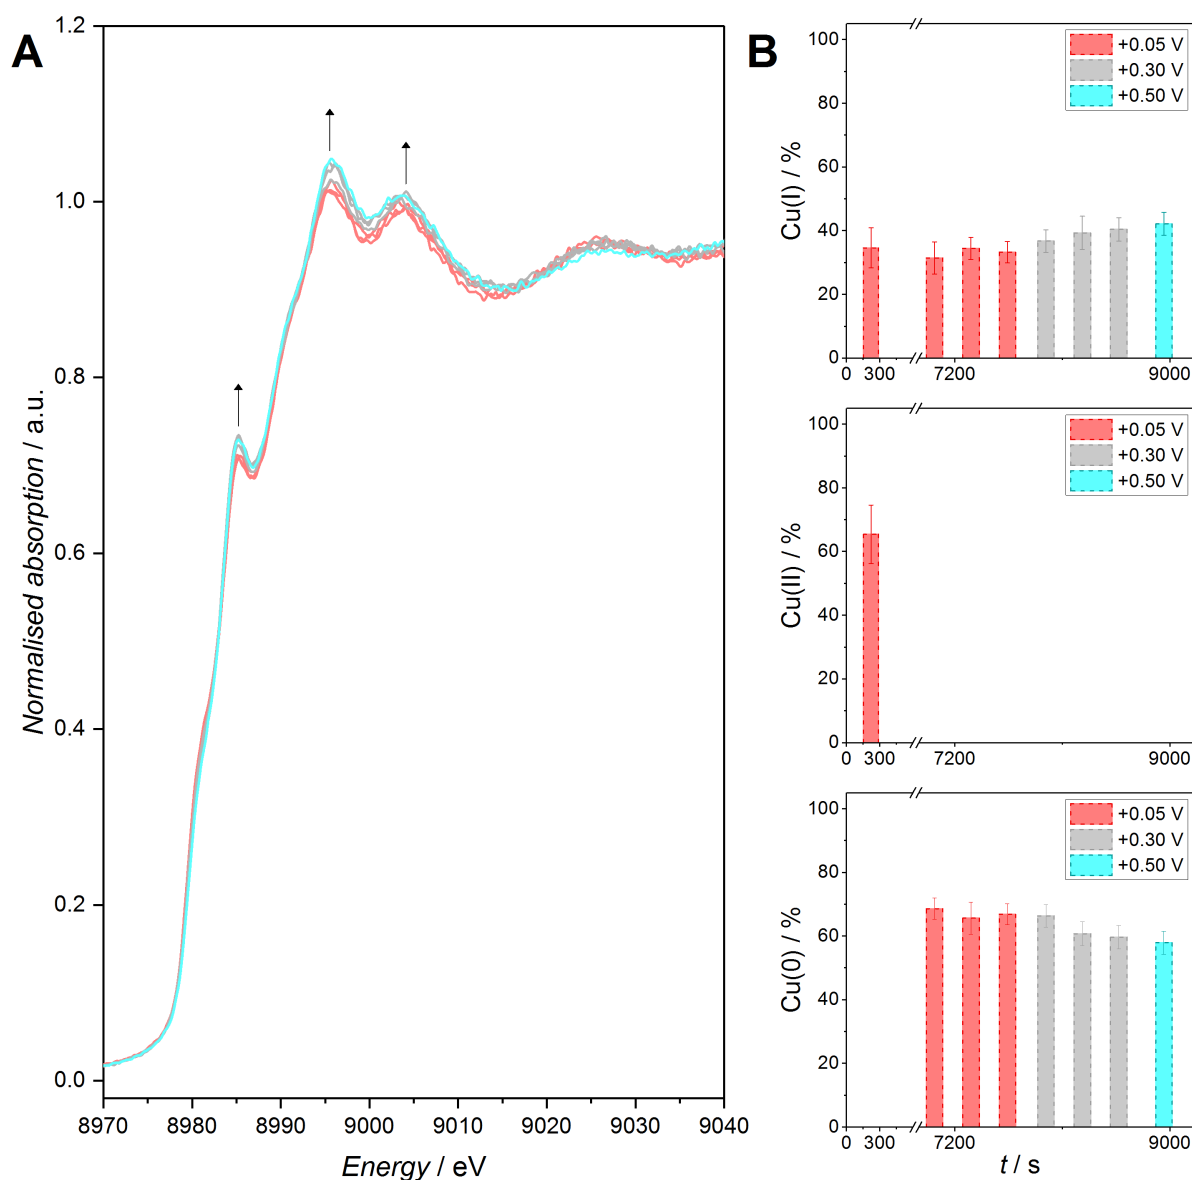 A
1.2
1.0
0.8
0.6
0.4
0.2
0.0
Normalised absorption / a.u.
8970 8980 8990 9000 9010 9020 9030 9040
Energy / eV
B
100
80
60
40
20
0
Cu(I) / %
+0.05 V
+0.30 V
+0.50 V
0 300 7200 9000
100
80
60
40
20
0
Cu(II) / %
+0.05 V
+0.30 V
+0.50 V
0 300 7200 9000
100
80
60
40
20
0
Cu(0) / %
+0.05 V
+0.30 V
+0.50 V
0 300 7200 9000
t / s